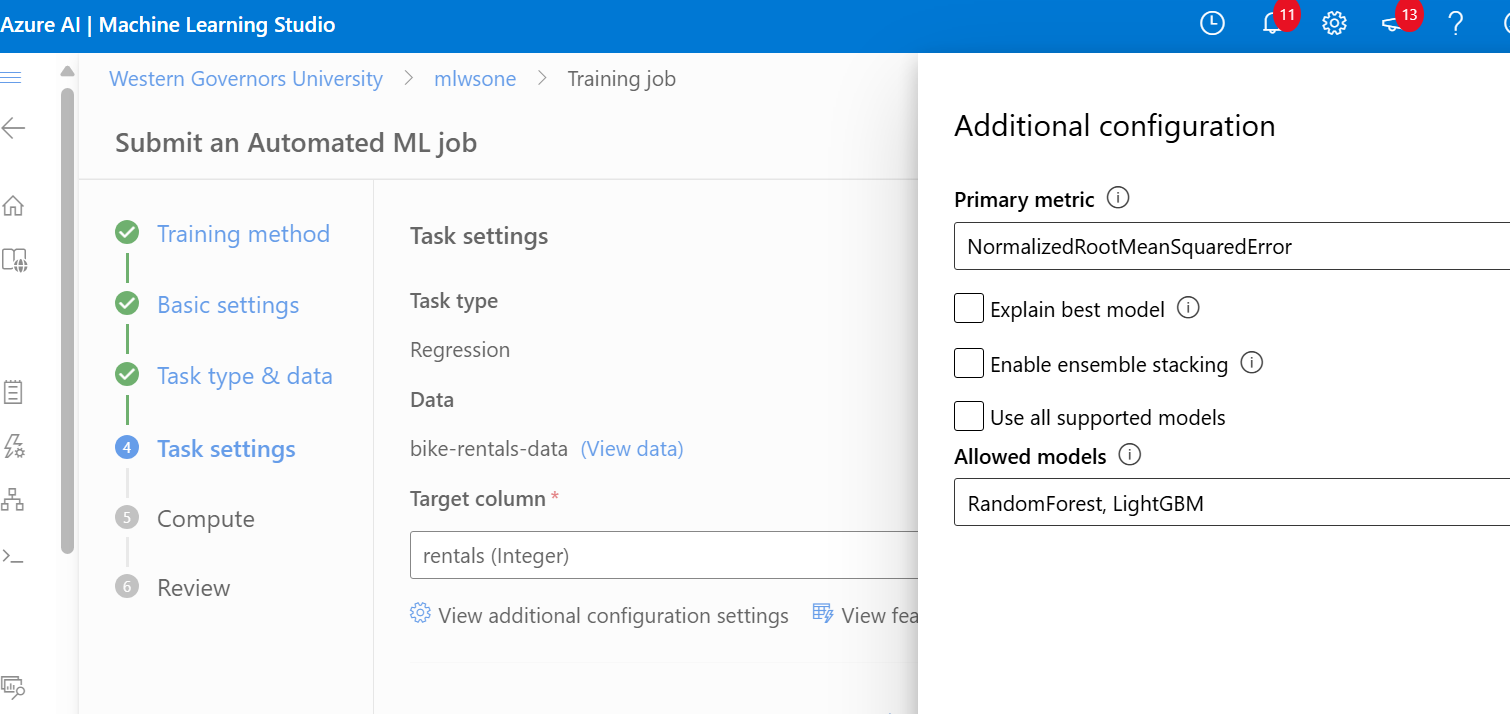 Azure AI | Machine Learning Studio
11
13
Western Governors University > mlwsone > Training job
Submit an Automated ML job
Training method
Basic settings
Task type & data
4 Task settings
5 Compute
6 Review
Task settings
Task type
Regression
Data
bike-rentals-data (View data)
Target column *
rentals (Integer)
View additional configuration settings
View fea
Additional configuration
Primary metric
NormalizedRootMeanSquaredError
Explain best model
Enable ensemble stacking
Use all supported models
Allowed models
RandomForest, LightGBM